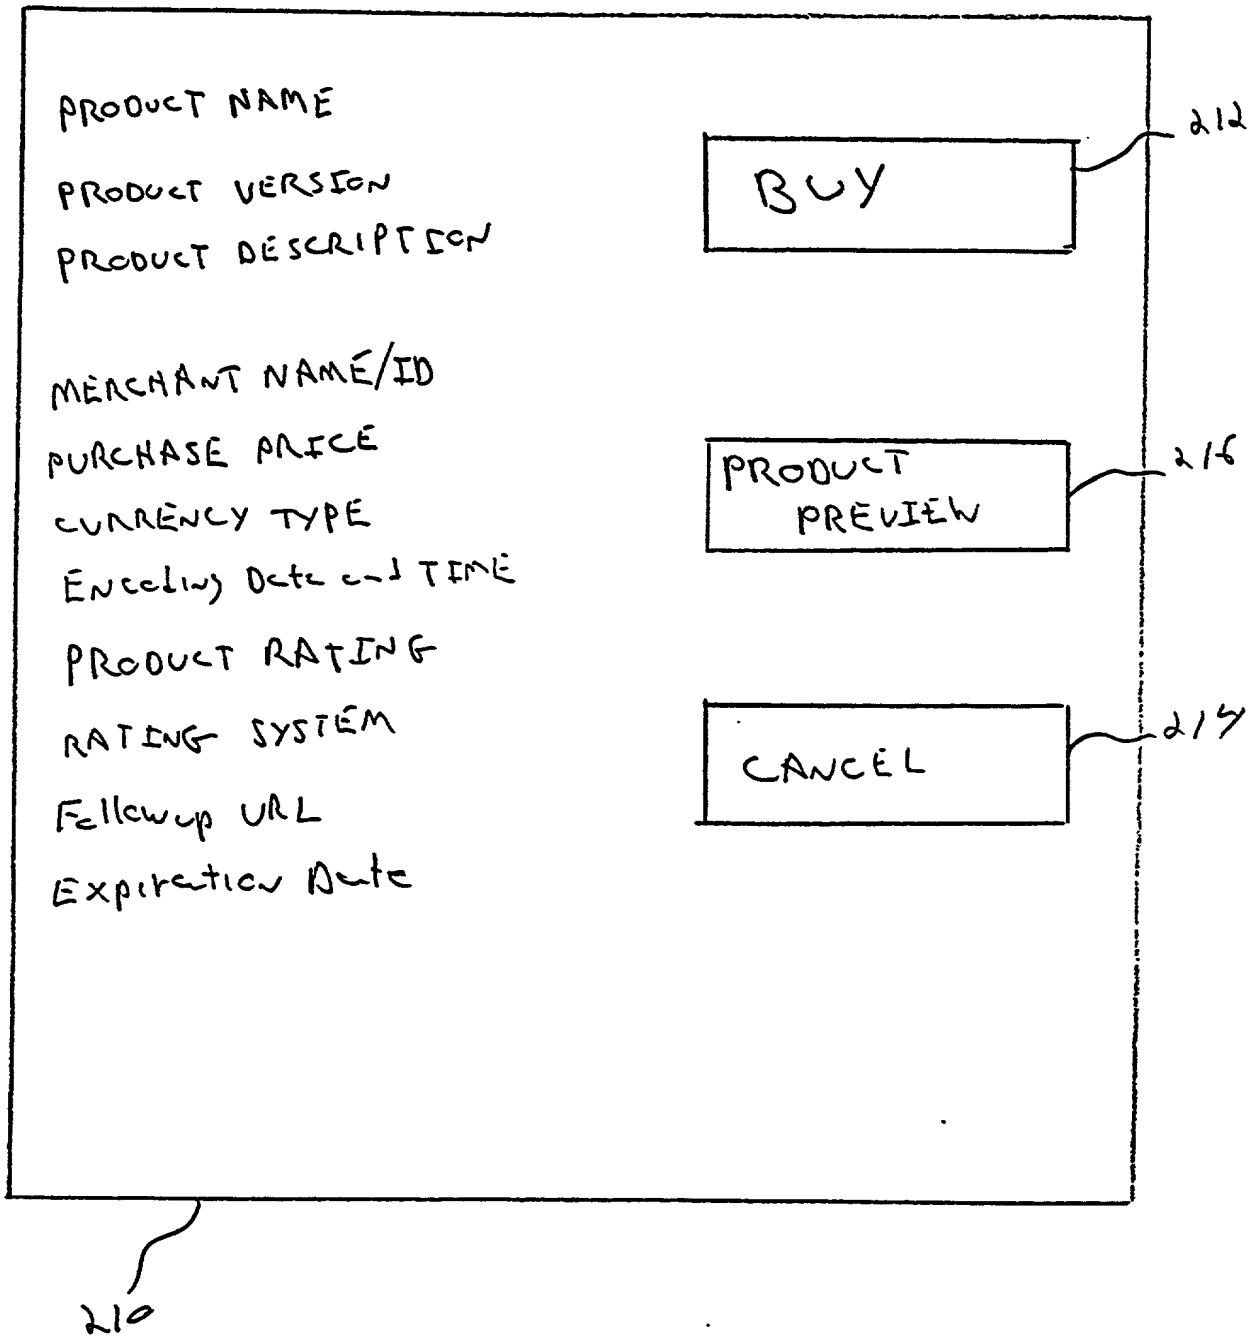 PRODUCT NAME
212
BUY
PRODUCT VERSION
PRODUCT DESCRIPTION
MERCHANT NAME/ID
PURCHASE PRICE
216
PRODUCT
PREVIEW
CURRENCY TYPE
Encoding Date and TIME
PRODUCT RATING
RATING SYSTEM
214
CANCEL
Followup URL
Expiration Date
210